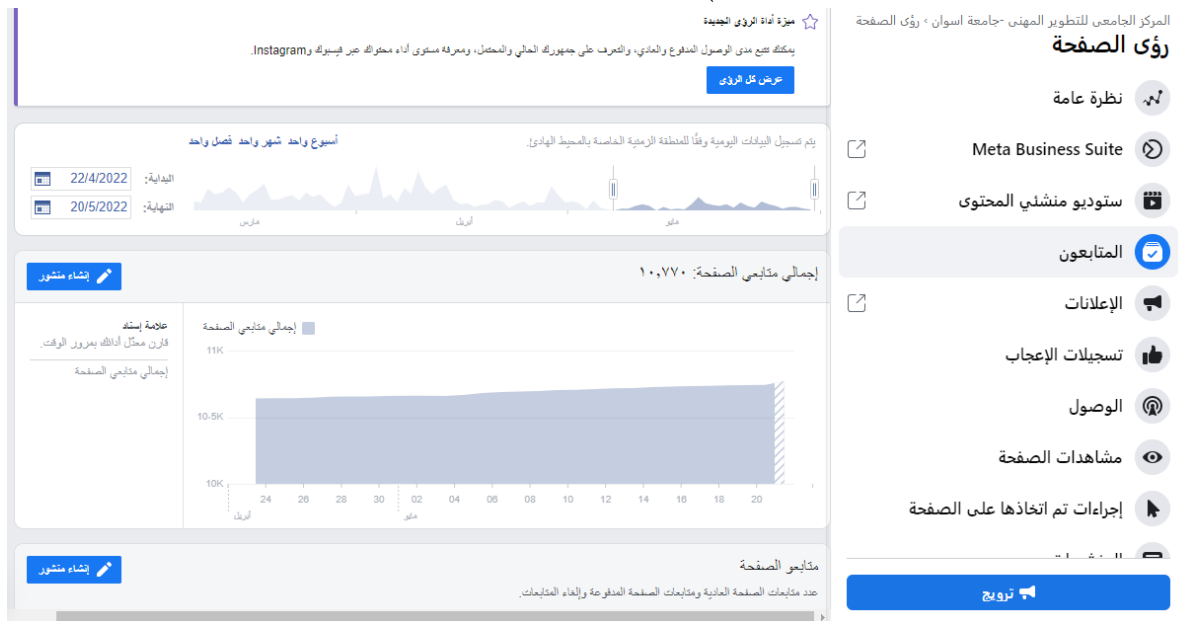 المركز الجامعى للتطوير المهنى -جامعة اسوان › رؤى الصفحة
رؤى الصفحة
نظرة عامة
Meta Business Suite
ستوديو منشئي المحتوى
المتابعون
الإعلانات
تسجيلات الإعجاب
الوصول
مشاهدات الصفحة
إجراءات تم اتخاذها على الصفحة
ترويج
ميزة أداة الرؤى الجديدة
يمكنك تتبع مدى الوصول المدفوع والعادي، والتعرف على جمهورك الحالي والمحتمل، ومعرفة مستوى أداء محتواك عبر فيسبوك وInstagram.
عرض كل الرؤى
يتم تسجيل البيانات اليومية وفقًا للمنطقة الزمنية الخاصة بالمحيط الهادئ.
أسبوع واحد شهر واحد فصل واحد
البداية: 22/4/2022
النهاية: 20/5/2022
مارس
أبريل
مايو
إجمالي متابعي الصفحة: ١٠,٧٧٠
إنشاء منشور
إجمالي متابعي الصفحة
علامة إسناد
قارن معدّل أدائك بمرور الوقت.
إجمالي متابعي الصفحة
11K
10-5K
10K
24 26 28 30 02 04 06 08 10 12 14 16 18 20
أبريل
مايو
متابعو الصفحة
إنشاء منشور
عدد متابعات الصفحة العادية ومتابعات الصفحة المدفوعة وإلغاء المتابعات.